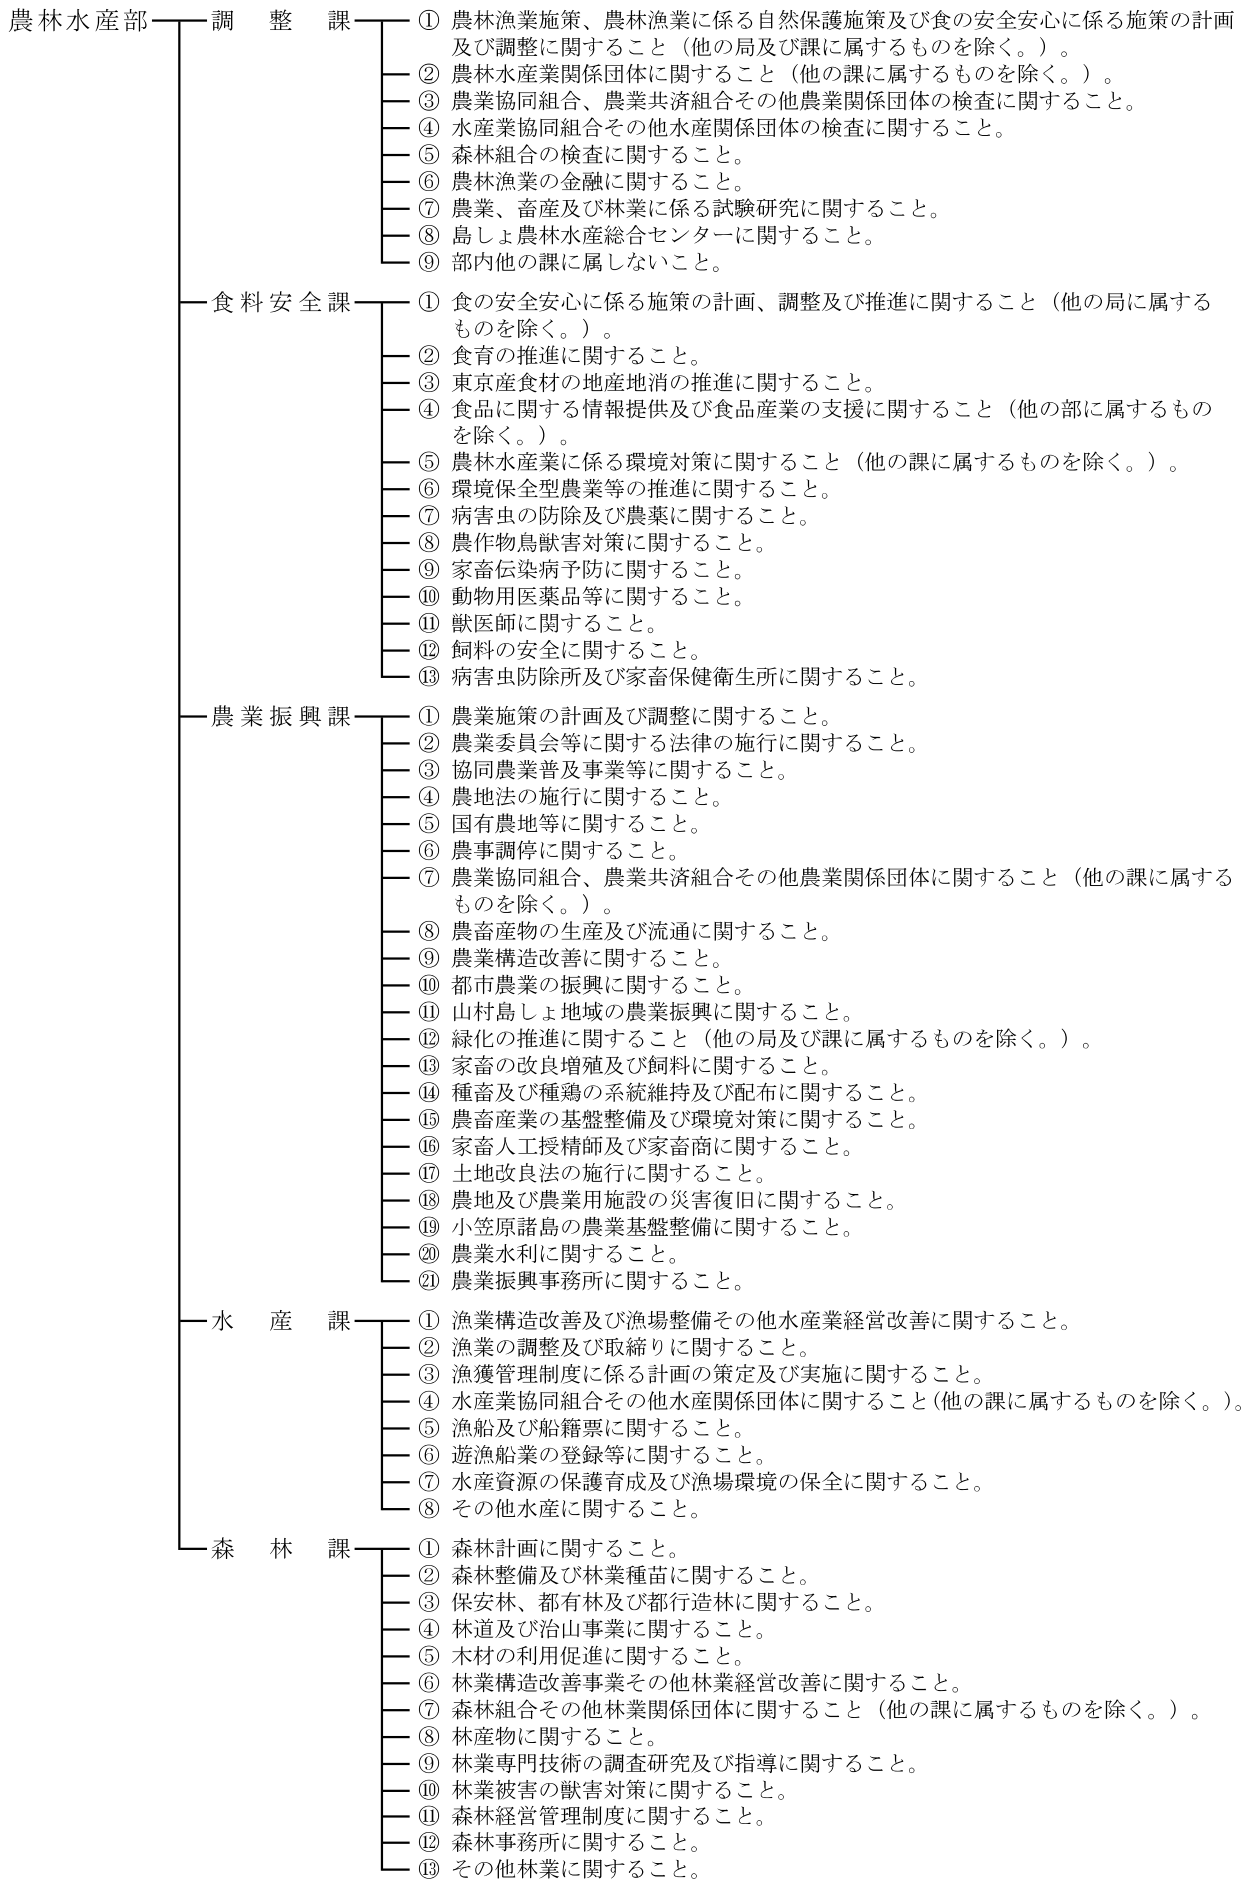 農林水産部
調整課
① 農林漁業施策、農林漁業に係る自然保護施策及び食の安全安心に係る施策の計画
及び調整に関すること（他の局及び課に属するものを除く。）。
② 農林水産業関係団体に関すること（他の課に属するものを除く。）。
③ 農業協同組合、農業共済組合その他農業関係団体の検査に関すること。
④ 水産業協同組合その他水産関係団体の検査に関すること。
⑤ 森林組合の検査に関すること。
⑥ 農林漁業の金融に関すること。
⑦ 農業、畜産及び林業に係る試験研究に関すること。
⑧ 島しょ農林水産総合センターに関すること。
⑨ 部内他の課に属しないこと。
食料安全課
① 食の安全安心に係る施策の計画、調整及び推進に関すること（他の局に属する
ものを除く。）。
② 食育の推進に関すること。
③ 東京産食材の地産地消の推進に関すること。
④ 食品に関する情報提供及び食品産業の支援に関すること（他の部に属するもの
を除く。）。
⑤ 農林水産業に係る環境対策に関すること（他の課に属するものを除く。）。
⑥ 環境保全型農業等の推進に関すること。
⑦ 病害虫の防除及び農薬に関すること。
⑧ 農作物鳥獣害対策に関すること。
⑨ 家畜伝染病予防に関すること。
⑩ 動物用医薬品等に関すること。
⑪ 獣医師に関すること。
⑫ 飼料の安全に関すること。
⑬ 病害虫防除所及び家畜保健衛生所に関すること。
農業振興課
① 農業施策の計画及び調整に関すること。
② 農業委員会等に関する法律の施行に関すること。
③ 協同農業普及事業等に関すること。
④ 農地法の施行に関すること。
⑤ 国有農地等に関すること。
⑥ 農事調停に関すること。
⑦ 農業協同組合、農業共済組合その他農業関係団体に関すること（他の課に属する
ものを除く。）。
⑧ 農畜産物の生産及び流通に関すること。
⑨ 農業構造改善に関すること。
⑩ 都市農業の振興に関すること。
⑪ 山村島しょ地域の農業振興に関すること。
⑫ 緑化の推進に関すること（他の局及び課に属するものを除く。）。
⑬ 家畜の改良増殖及び飼料に関すること。
⑭ 種畜及び種鶏の系統維持及び配布に関すること。
⑮ 農畜産業の基盤整備及び環境対策に関すること。
⑯ 家畜人工授精師及び家畜商に関すること。
⑰ 土地改良法の施行に関すること。
⑱ 農地及び農業用施設の災害復旧に関すること。
⑲ 小笠原諸島の農業基盤整備に関すること。
⑳ 農業水利に関すること。
㉑ 農業振興事務所に関すること。
水産課
① 漁業構造改善及び漁場整備その他水産業経営改善に関すること。
② 漁業の調整及び取締りに関すること。
③ 漁獲管理制度に係る計画の策定及び実施に関すること。
④ 水産業協同組合その他水産関係団体に関すること(他の課に属するものを除く。)。
⑤ 漁船及び船籍票に関すること。
⑥ 遊漁船業の登録等に関すること。
⑦ 水産資源の保護育成及び漁場環境の保全に関すること。
⑧ その他水産に関すること。
森林課
① 森林計画に関すること。
② 森林整備及び林業種苗に関すること。
③ 保安林、都有林及び都行造林に関すること。
④ 林道及び治山事業に関すること。
⑤ 木材の利用促進に関すること。
⑥ 林業構造改善事業その他林業経営改善に関すること。
⑦ 森林組合その他林業関係団体に関すること（他の課に属するものを除く。）。
⑧ 林産物に関すること。
⑨ 林業専門技術の調査研究及び指導に関すること。
⑩ 林業被害の獣害対策に関すること。
⑪ 森林経営管理制度に関すること。
⑫ 森林事務所に関すること。
⑬ その他林業に関すること。